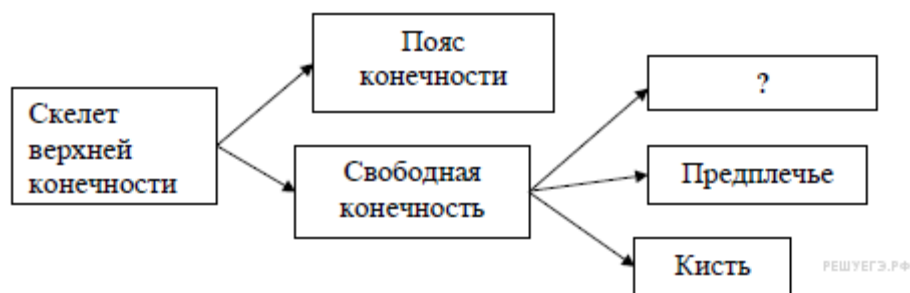 Скелет
верхней
конечности
Пояс
конечности
Свободная
конечность
?
Предплечье
Кисть
РЕШУЕГЭ.РФ